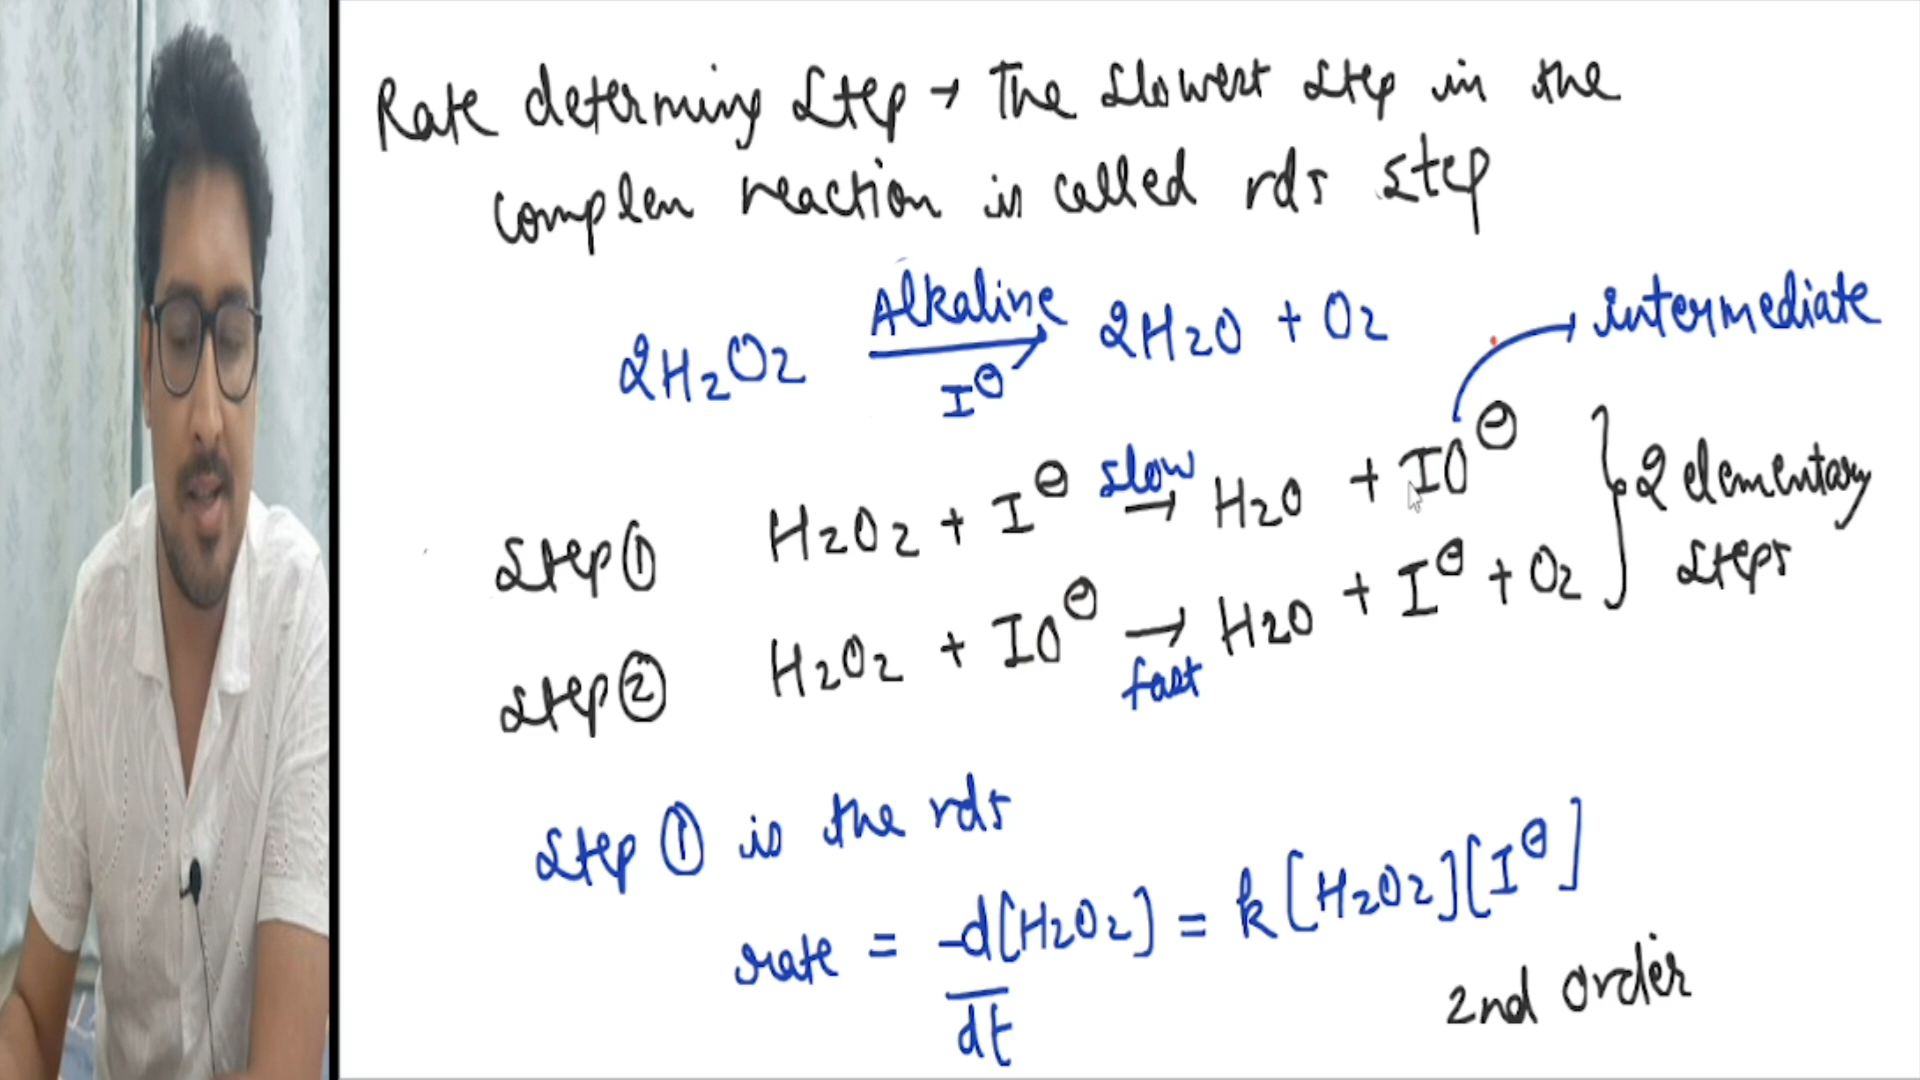 Rate determing Step → The slowest step in the
complex reaction is called rds step
2H2O2 Alkaline I⊖ → 2H2O + O2
intermediate
Step ① H2O2 + I⊖ slow → H2O + IO⊖
2 elementary steps
Step ② H2O2 + IO⊖ → fast H2O + I⊖ + O2
Step ① is the rds
rate = -d[H2O2]/dt = k[H2O2][I⊖]
2nd order